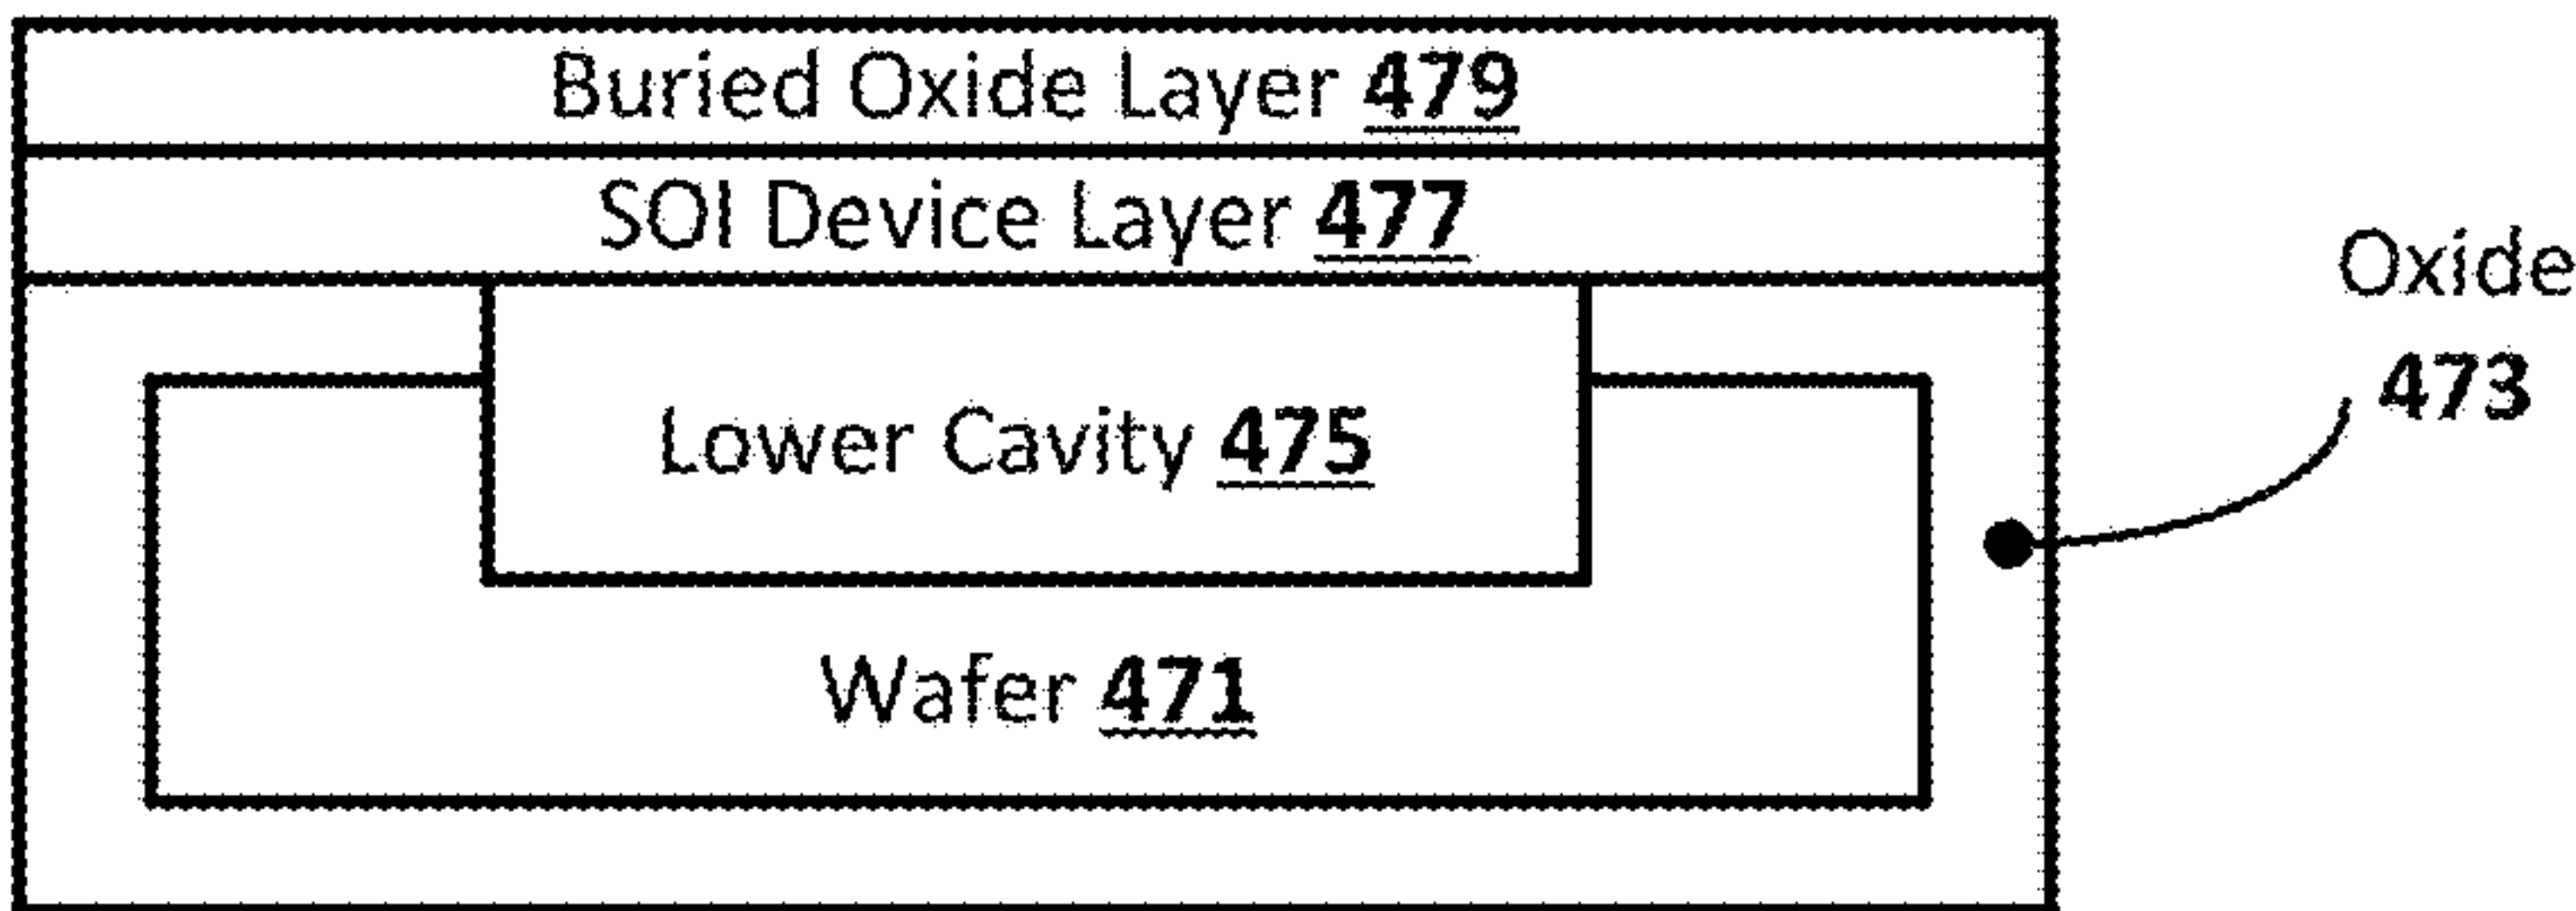 Buried Oxide Layer 479
SOI Device Layer 477
Oxide
473
Lower Cavity 475
Wafer 471